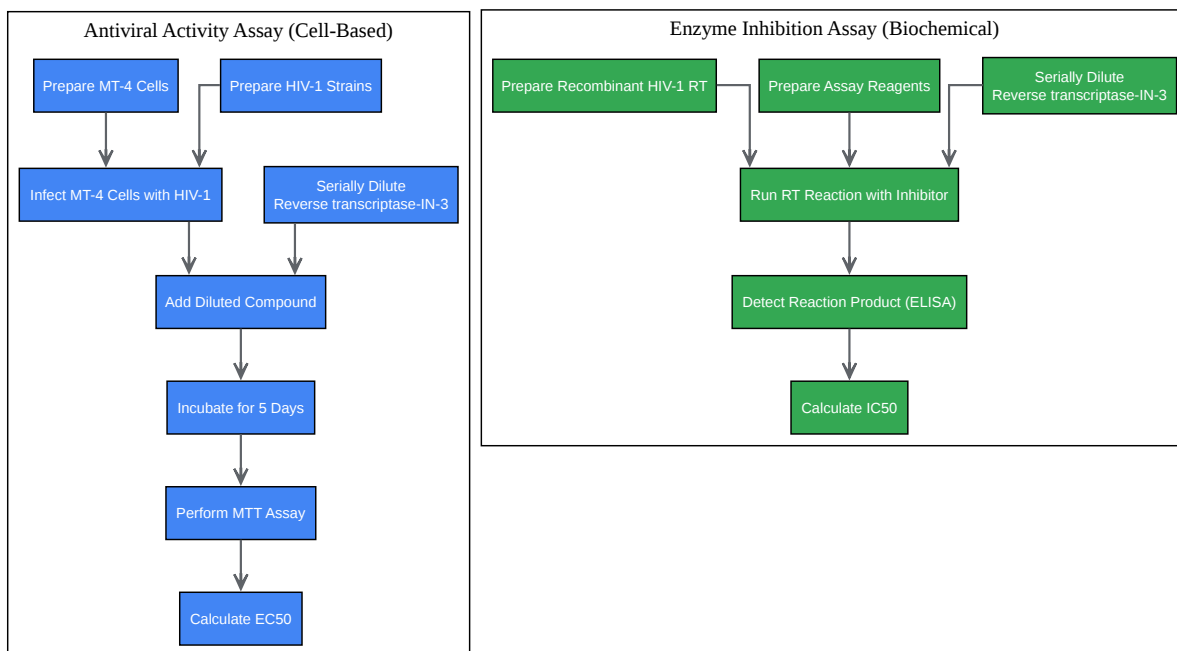 Antiviral Activity Assay (Cell-Based)
Prepare MT-4 Cells
Prepare HIV-1 Strains
Infect MT-4 Cells with HIV-1
Serially Dilute
Reverse transcriptase-IN-3
Add Diluted Compound
Incubate for 5 Days
Perform MTT Assay
Calculate EC50
Enzyme Inhibition Assay (Biochemical)
Prepare Recombinant HIV-1 RT
Prepare Assay Reagents
Serially Dilute
Reverse transcriptase-IN-3
Run RT Reaction with Inhibitor
Detect Reaction Product (ELISA)
Calculate IC50